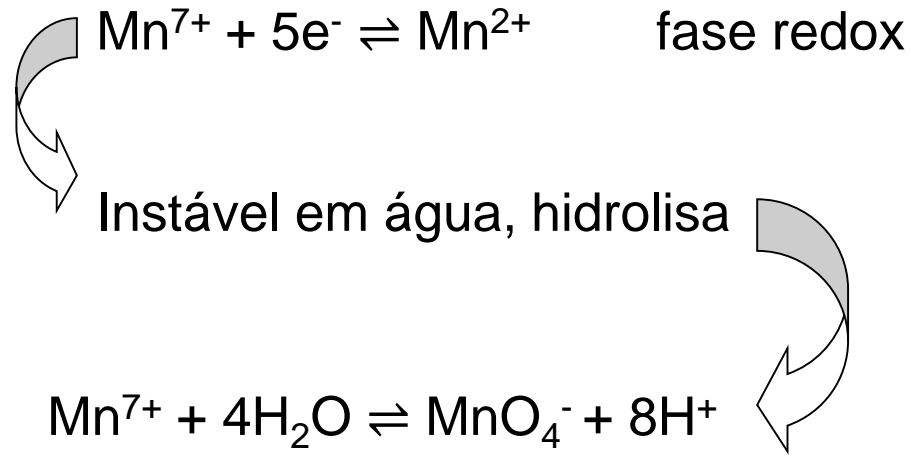 Mn⁷⁺ + 5e⁻ ⇌ Mn²⁺ fase redox
Instável em água, hidrolisa
Mn⁷⁺ + 4H₂O ⇌ MnO₄⁻ + 8H⁺